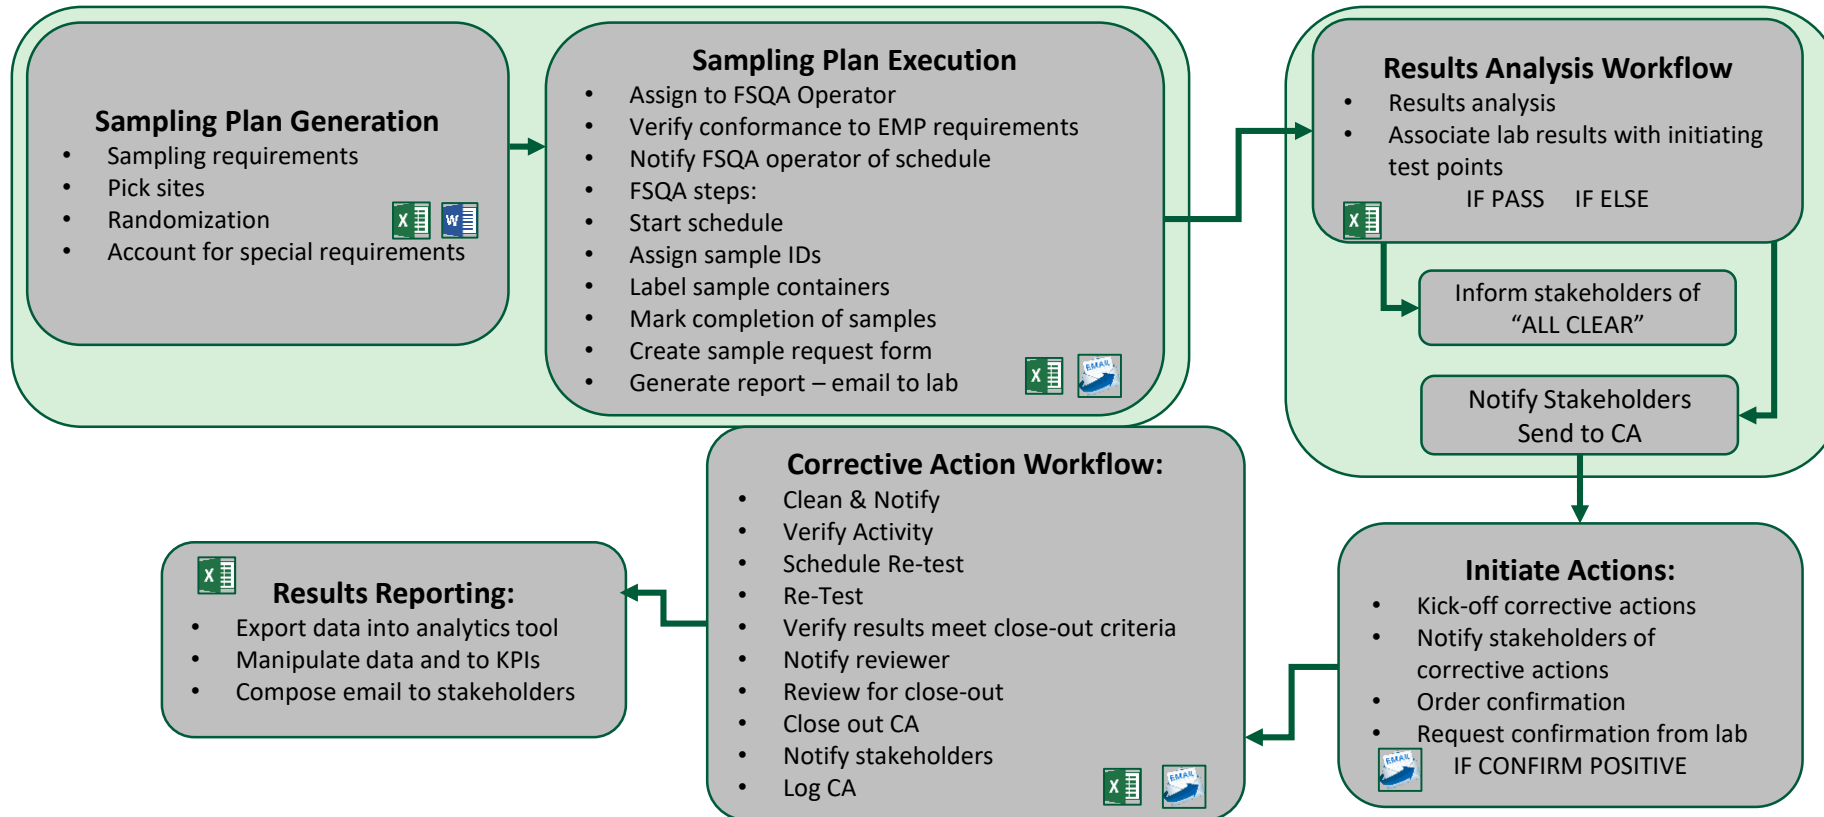 Sampling Plan Generation
• Sampling requirements
• Pick sites
• Randomization
• Account for special requirements
X
W
Sampling Plan Execution
• Assign to FSQA Operator
• Verify conformance to EMP requirements
• Notify FSQA operator of schedule
• FSQA steps:
• Start schedule
• Assign sample IDs
• Label sample containers
• Mark completion of samples
• Create sample request form
• Generate report – email to lab
X
EMAIL
Results Analysis Workflow
• Results analysis
• Associate lab results with initiating
test points
IF PASS IF ELSE
X
Inform stakeholders of
“ALL CLEAR”
Notify Stakeholders
Send to CA
Initiate Actions:
• Kick-off corrective actions
• Notify stakeholders of
corrective actions
• Order confirmation
• Request confirmation from lab
IF CONFIRM POSITIVE
EMAIL
Corrective Action Workflow:
• Clean & Notify
• Verify Activity
• Schedule Re-test
• Re-Test
• Verify results meet close-out criteria
• Notify reviewer
• Review for close-out
• Close out CA
• Notify stakeholders
• Log CA
X
EMAIL
X
Results Reporting:
• Export data into analytics tool
• Manipulate data and to KPIs
• Compose email to stakeholders